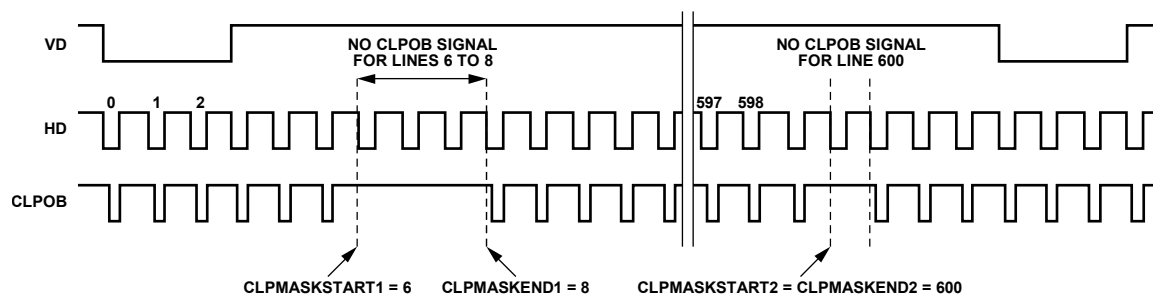 VD
NO CLPOB SIGNAL
FOR LINES 6 TO 8
NO CLPOB SIGNAL
FOR LINE 600
0 1 2
597 598
HD
CLPOB
CLPMASKSTART1 = 6
CLPMASKEND1 = 8
CLPMASKSTART2 = CLPMASKEND2 = 600